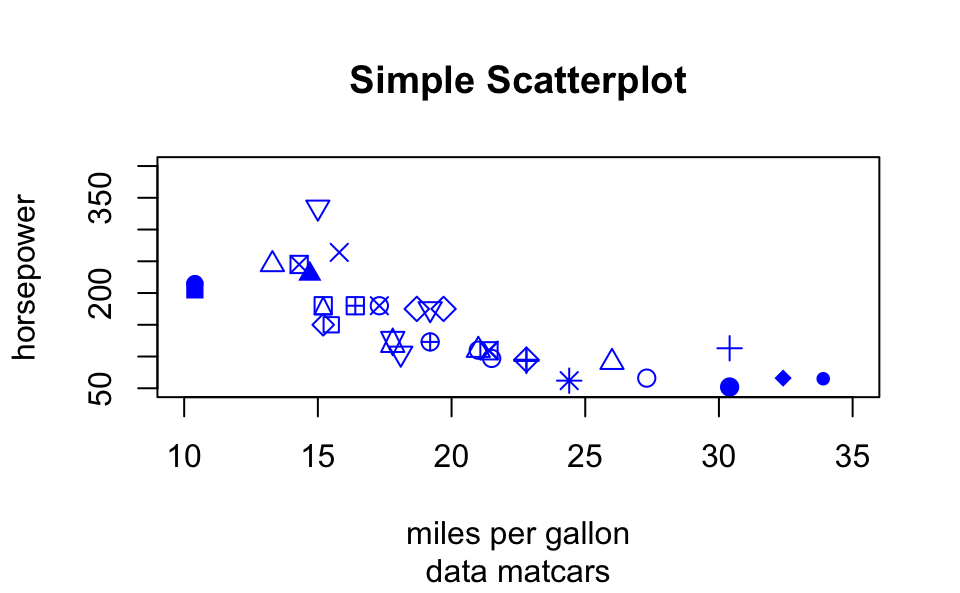 Simple Scatterplot
horsepower
350
200
50
10 15 20 25 30 35
miles per gallon
data matcars